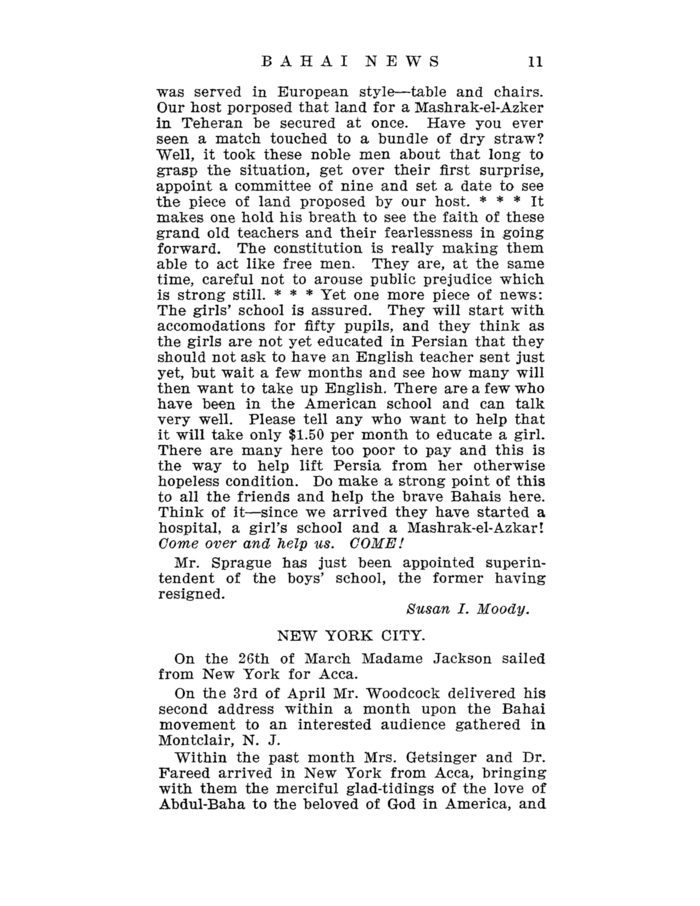 BAHAI NEWS 11
was served in European style—table and chairs.
Our host porposed that land for a Mashrak-el-Azker
in Teheran be secured at once. Have you ever
seen a match touched to a bundle of dry straw?
Well, it took these noble men about that long to
grasp the situation, get over their first surprise,
appoint a committee of nine and set a date to see
the piece of land proposed by our host. * * * It
makes one hold his breath to see the faith of these
grand old teachers and their fearlessness in going
forward. The constitution is really making them
able to act like free men. They are, at the same
time, careful not to arouse public prejudice which
is strong still. * * * Yet one more piece of news:
The girls' school is assured. They will start with
accomodations for fifty pupils, and they think as
the girls are not yet educated in Persian that they
should not ask to have an English teacher sent just
yet, but wait a few months and see how many will
then want to take up English. There are a few who
have been in the American school and can talk
very well. Please tell any who want to help that
it will take only $1.50 per month to educate a girl.
There are many here too poor to pay and this is
the way to help lift Persia from her otherwise
hopeless condition. Do make a strong point of this
to all the friends and help the brave Bahais here.
Think of it—since we arrived they have started a
hospital, a girl's school and a Mashrak-el-Azkar!
Come over and help us. COME!
Mr. Sprague has just been appointed superin-
tendent of the boys' school, the former having
resigned.
Susan I. Moody.
NEW YORK CITY.
On the 26th of March Madame Jackson sailed
from New York for Acca.
On the 3rd of April Mr. Woodcock delivered his
second address within a month upon the Bahai
movement to an interested audience gathered in
Montclair, N. J.
Within the past month Mrs. Getsinger and Dr.
Fareed arrived in New York from Acca, bringing
with them the merciful glad-tidings of the love of
Abdul-Baha to the beloved of God in America, and